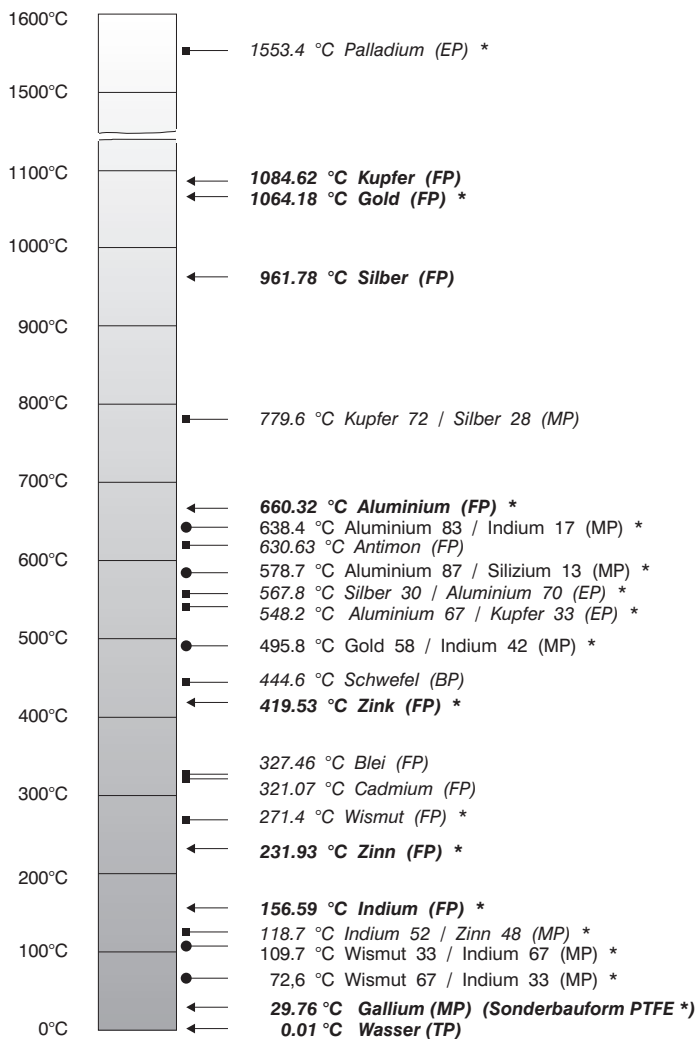 1600°C
1553.4 °C Palladium (EP) *
1500°C
1100°C
1084.62 °C Kupfer (FP)
1064.18 °C Gold (FP) *
1000°C
961.78 °C Silber (FP)
900°C
800°C
779.6 °C Kupfer 72 / Silber 28 (MP)
700°C
660.32 °C Aluminium (FP) *
638.4 °C Aluminium 83 / Indium 17 (MP) *
630.63 °C Antimon (FP)
600°C
578.7 °C Aluminium 87 / Silizium 13 (MP) *
567.8 °C Silber 30 / Aluminium 70 (EP) *
548.2 °C Aluminium 67 / Kupfer 33 (EP) *
500°C
495.8 °C Gold 58 / Indium 42 (MP) *
444.6 °C Schwefel (BP)
419.53 °C Zink (FP) *
400°C
327.46 °C Blei (FP)
321.07 °C Cadmium (FP)
300°C
271.4 °C Wismut (FP) *
231.93 °C Zinn (FP) *
200°C
156.59 °C Indium (FP) *
118.7 °C Indium 52 / Zinn 48 (MP) *
100°C
109.7 °C Wismut 33 / Indium 67 (MP) *
72,6 °C Wismut 67 / Indium 33 (MP) *
29.76 °C Gallium (MP) (Sonderbauform PTFE *)
0°C
0.01 °C Wasser (TP)